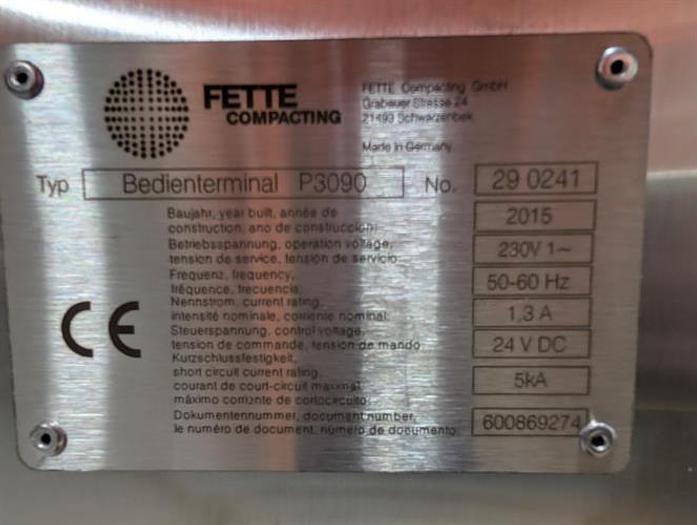 FETTE
COMPACTING
FETTE Compacting GmbH
Grabauer Strasse 24
21493 Schwarzenbek
Made in Germany
Typ Bedienterminal P3090 No. 29 0241
Baujahr, year built, année de
construction, ano de construccion: 2015
Betriebsspannung, operation voltage,
tension de service, tension de servicio 230V 1~
Frequenz, frequency,
fréquence, frecuencia 50-60 Hz
Nennstrom, current rating,
intensité nominale, corriente nominal: 1,3 A
Steuerspannung, control voltage,
tension de commande, tension de mando: 24 V DC
Kurzschlussfestigkeit,
short circuit current rating,
courant de court-circuit maximal,
máximo corriente de cortocircuito: 5kA
Dokumentennummer, document number,
le numéro de document, número de documento: 600869274
CE